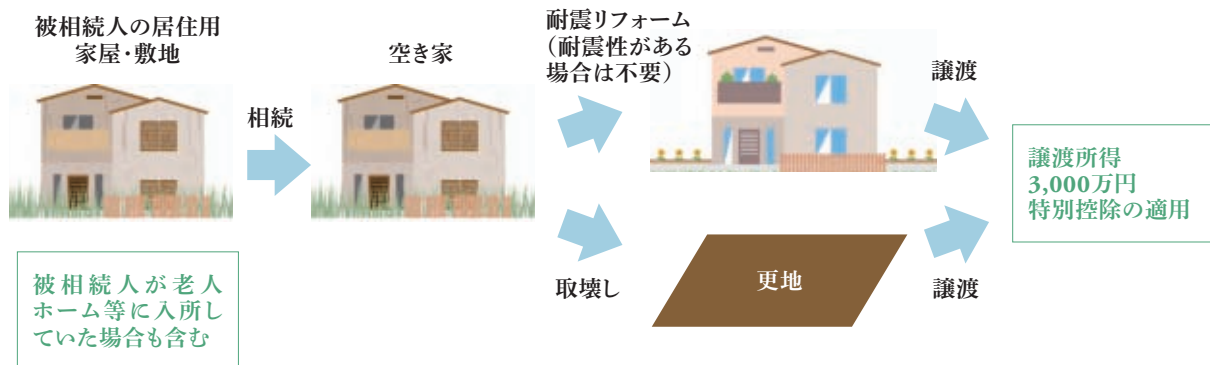 被相続人の居住用
家屋・敷地
空き家
耐震リフォーム
（耐震性がある
場合は不要）
譲渡
相続
譲渡所得
3,000万円
特別控除の適用
取壊し
更地
譲渡
被相続人が老人
ホーム等に入所し
ていた場合も含む